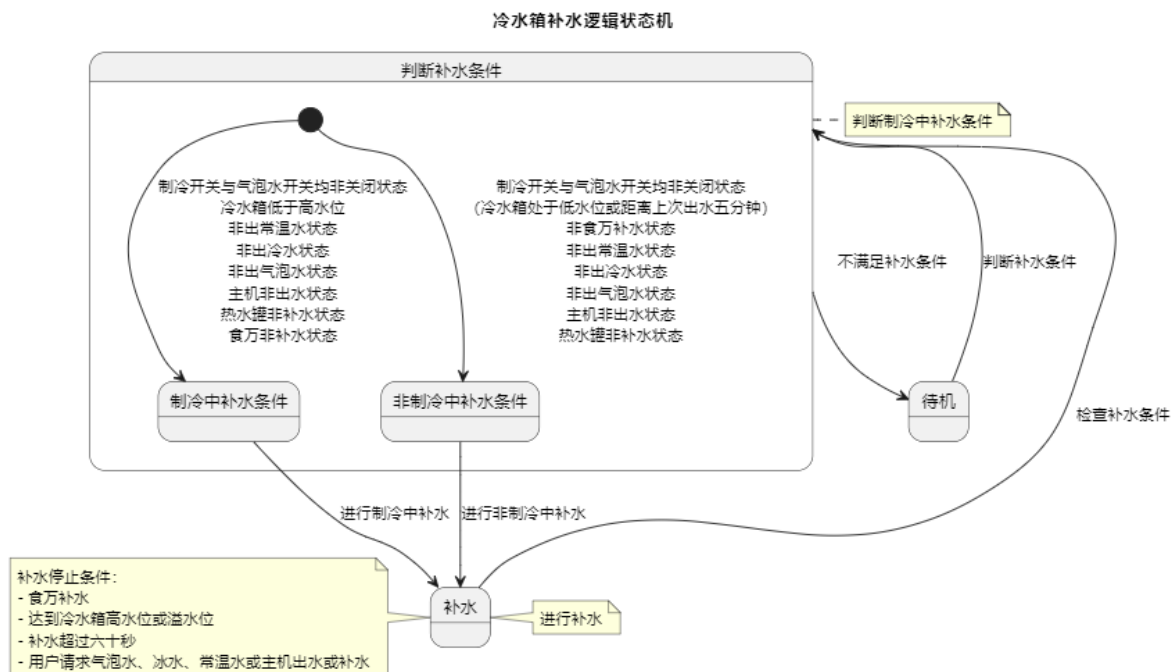 冷水箱补水逻辑状态机
判断补水条件
判断制冷中补水条件
制冷开关与气泡水开关均非关闭状态
冷水箱低于高水位
非出常温水状态
非出冷水状态
非出气泡水状态
主机非出水状态
热水罐非补水状态
食万非补水状态
制冷开关与气泡水开关均非关闭状态
（冷水箱处于低水位或距离上次出水五分钟）
非食万补水状态
非出常温水状态
非出冷水状态
非出气泡水状态
主机非出水状态
热水罐非补水状态
不满足补水条件
判断补水条件
制冷中补水条件
非制冷中补水条件
待机
检查补水条件
进行制冷中补水
进行非制冷中补水
补水停止条件：
- 食万补水
- 达到冷水箱高水位或溢水位
- 补水超过六十秒
- 用户请求气泡水、冰水、常温水或主机出水或补水
补水
进行补水